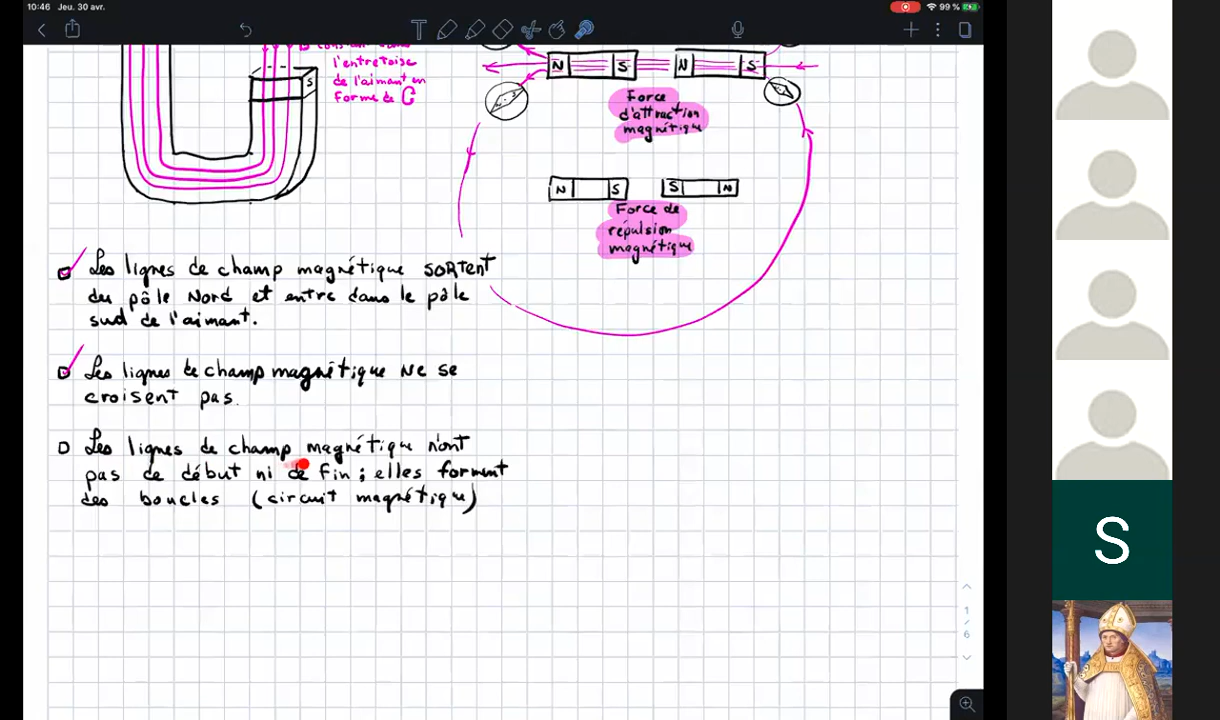 10:46 Jeu. 30 avr.
99 %
T
l'entretoise
de l'aimant en
forme de C
S
N S N S
Force
d'attraction
magnétique
N S S N
Force de
répulsion
magnétique
Les lignes de champ magnétique SORTent
du pôle Nord et entre dans le pôle
sud de l'aimant.
Les lignes de champ magnétique Ne se
croisent pas.
Les lignes de champ magnétique n'ont
pas de début ni de fin ; elles forment
des boucles (circuit magnétique)
1
/
6
S